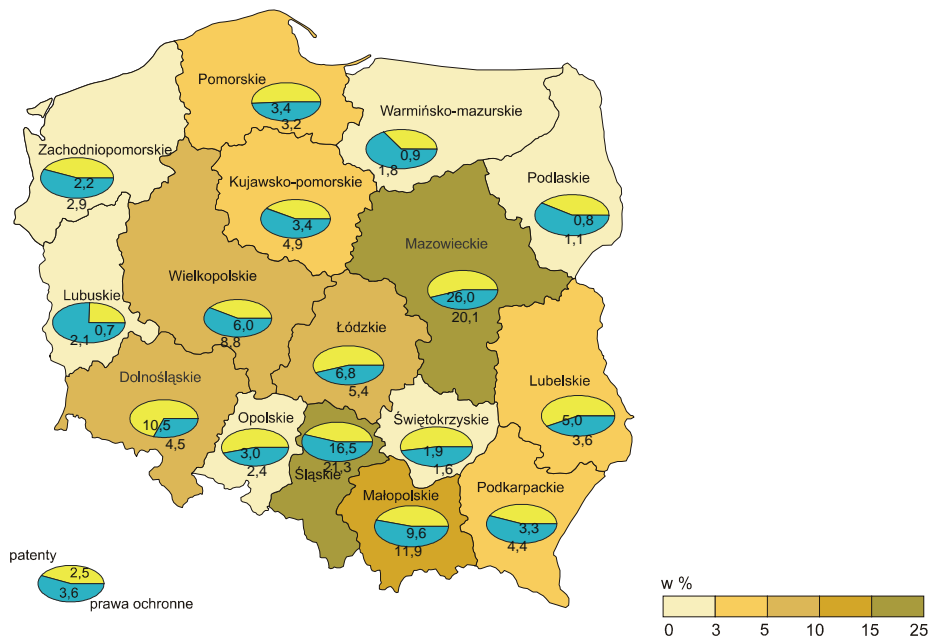 Pomorskie
3,4
3,2
Warmińsko-mazurskie
0,9
1,8
Zachodniopomorskie
2,2
2,9
Kujawsko-pomorskie
3,4
4,9
Podlaskie
0,8
1,1
Mazowieckie
26,0
20,1
Wielkopolskie
6,0
8,8
Lubuskie
0,7
2,1
Łódzkie
6,8
5,4
Dolnośląskie
10,5
4,5
Lubelskie
5,0
3,6
Opolskie
3,0
2,4
16,5
21,3
Śląskie
Świętokrzyskie
1,9
1,6
Małopolskie
9,6
11,9
Podkarpackie
3,3
4,4
patenty
2,5
3,6
prawa ochronne
w %
0 3 5 10 15 25